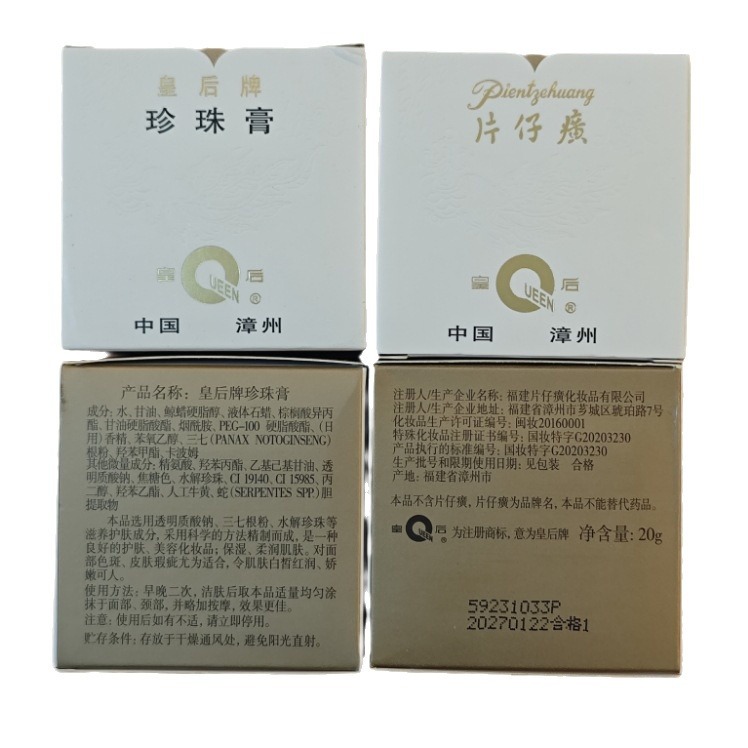 皇后牌
珍珠膏
皇 QUEEN 后 ®
中国 漳州
Pientzehuang
片仔癀
皇 QUEEN 后 ®
中国 漳州
产品名称：皇后牌珍珠膏
成分：水、甘油、鲸蜡硬脂醇、液体石蜡、棕榈酸异丙
酯、甘油硬脂酸酯、烟酰胺、PEG-100 硬脂酸酯、（日
用）香精、苯氧乙醇、三七（PANAX NOTOGINSENG）
根粉、羟苯甲酯、卡波姆
其他微量成分：精氨酸、羟苯丙酯、乙基己基甘油、透
明质酸钠、焦糖色、水解珍珠、CI 19140、CI 15985、丙
二醇、羟苯乙酯、人工牛黄、蛇（SERPENTES SPP.）胆
提取物
本品选用透明质酸钠、三七根粉、水解珍珠等
滋养护肤成分，采用科学的方法精制而成，是一种
良好的护肤、美容化妆品；保湿、柔润肌肤。对面
部色斑、皮肤瑕疵尤为适合，令肌肤白皙红润、娇
嫩可人。
使用方法：早晚二次，洁肤后取本品适量均匀涂
抹于面部、颈部，并略加按摩，效果更佳。
注意：使用后如有不适，请立即停用。
贮存条件：存放于干燥通风处，避免阳光直射。
注册人/生产企业名称：福建片仔癀化妆品有限公司
注册人/生产企业地址：福建省漳州市芗城区琥珀路7号
化妆品生产许可证编号：闽妆20160001
特殊化妆品注册证书编号：国妆特字G20203230
产品执行的标准编号：国妆特字G20203230
生产批号和限期使用日期：见包装 合格
产地：福建省漳州市
本品不含片仔癀，片仔癀为品牌名，本品不能替代药品。
皇 QUEEN 后 为注册商标，意为皇后牌 净含量：20g
59231033P
20270122合格1